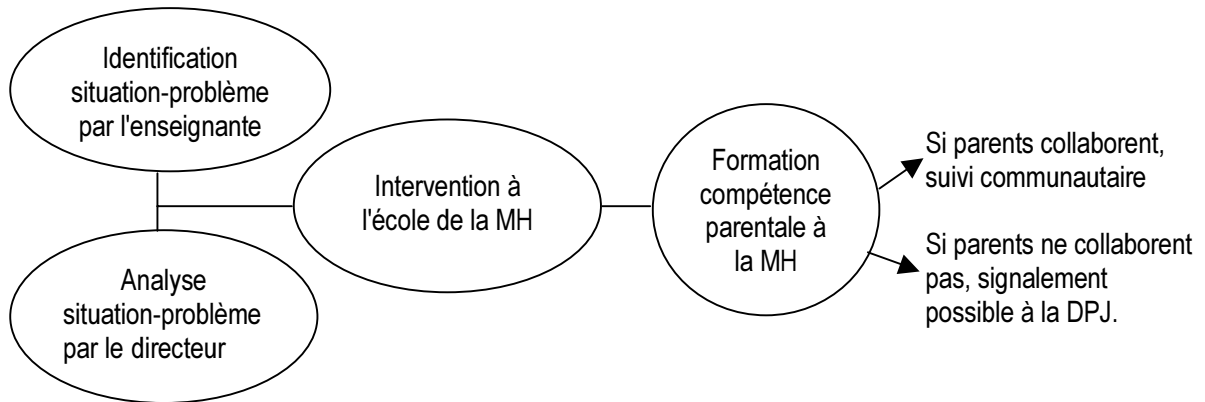 Identification
situation-problème
par l'enseignante
Analyse
situation-problème
par le directeur
Intervention à
l'école de la MH
Formation
compétence
parentale à
la MH
Si parents collaborent,
suivi communautaire
Si parents ne collaborent
pas, signalement
possible à la DPJ.